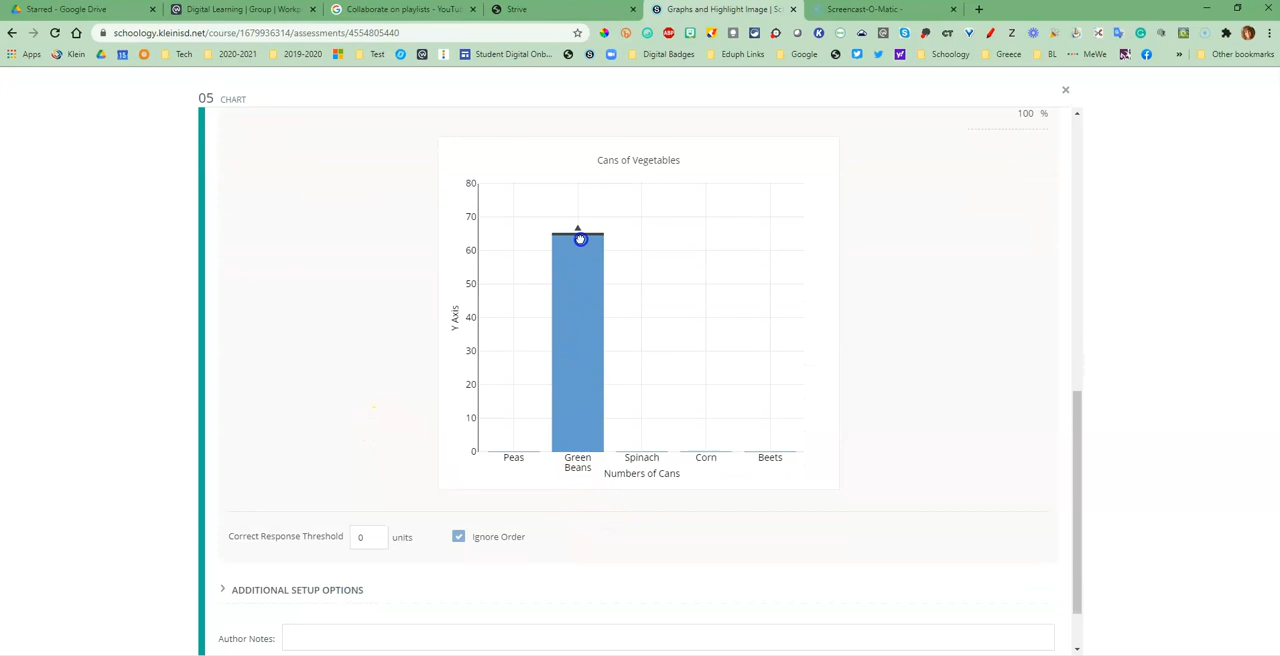 Starred - Google Drive
Digital Learning | Group | Workp
Collaborate on playlists - YouTu
Strive
Graphs and Highlight Image | Sc
Screencast-O-Matic -
schoology.kleinisd.net/course/1679936314/assessments/4554805440
Apps
Klein
Tech
2020-2021
2019-2020
Test
Student Digital Onb...
Digital Badges
Eduph Links
Google
Schoology
Greece
BL
MeWe
Other bookmarks
05 CHART
100 %
Cans of Vegetables
80
70
60
50
40
30
20
10
0
Y Axis
Peas
Green Beans
Spinach
Corn
Beets
Numbers of Cans
Correct Response Threshold 0 units Ignore Order
ADDITIONAL SETUP OPTIONS
Author Notes: